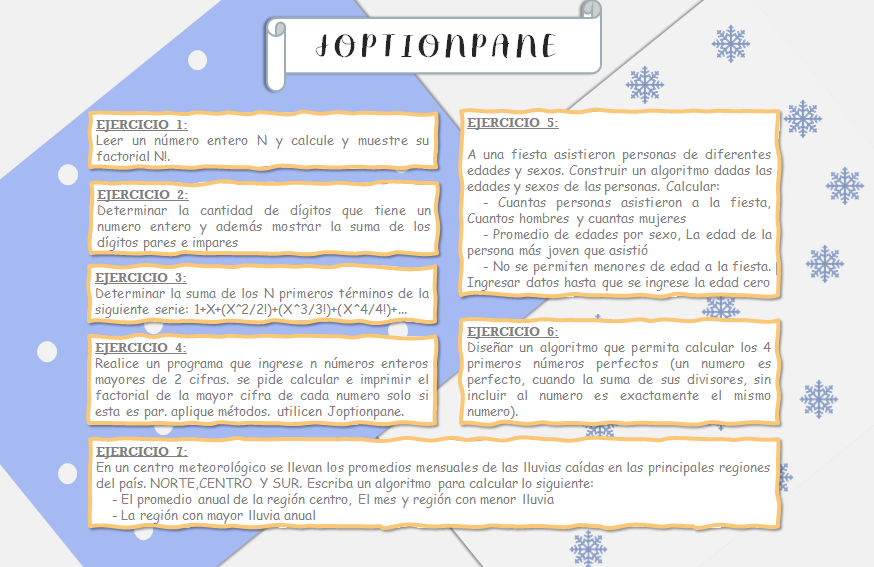 JOPTIONPANE
EJERCICIO 1:
Leer un número entero N y calcule y muestre su
factorial N!.
EJERCICIO 2:
Determinar la cantidad de dígitos que tiene un
numero entero y además mostrar la suma de los
dígitos pares e impares
EJERCICIO 3:
Determinar la suma de los N primeros términos de la
siguiente serie: 1+X+(X^2/2!)+(X^3/3!)+(X^4/4!)+...
EJERCICIO 4:
Realice un programa que ingrese n números enteros
mayores de 2 cifras. se pide calcular e imprimir el
factorial de la mayor cifra de cada numero solo si
esta es par. aplique métodos. utilicen Joptionpane.
EJERCICIO 5:
A una fiesta asistieron personas de diferentes
edades y sexos. Construir un algoritmo dadas las
edades y sexos de las personas. Calcular:
- Cuantas personas asistieron a la fiesta,
Cuantos hombres y cuantas mujeres
- Promedio de edades por sexo, La edad de la
persona más joven que asistió
- No se permiten menores de edad a la fiesta.
Ingresar datos hasta que se ingrese la edad cero
EJERCICIO 6:
Diseñar un algoritmo que permita calcular los 4
primeros números perfectos (un numero es
perfecto, cuando la suma de sus divisores, sin
incluir al numero es exactamente el mismo
numero).
EJERCICIO 7:
En un centro meteorológico se llevan los promedios mensuales de las lluvias caídas en las principales regiones
del país. NORTE,CENTRO Y SUR. Escriba un algoritmo para calcular lo siguiente:
- El promedio anual de la región centro, El mes y región con menor lluvia
- La región con mayor lluvia anual